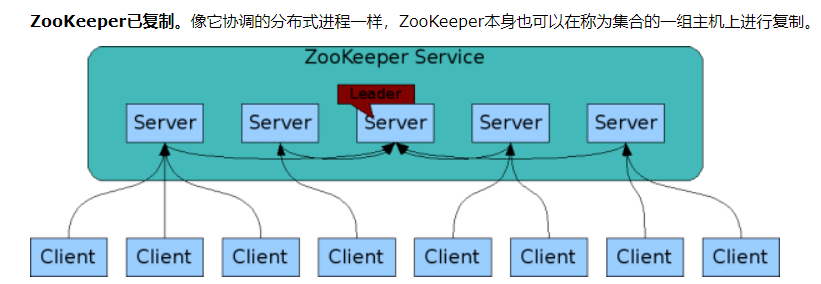 ZooKeeper已复制。像它协调的分布式进程一样，ZooKeeper本身也可以在称为集合的一组主机上进行复制。
ZooKeeper Service
Leader
Server Server Server Server Server
Client Client Client Client Client Client Client Client